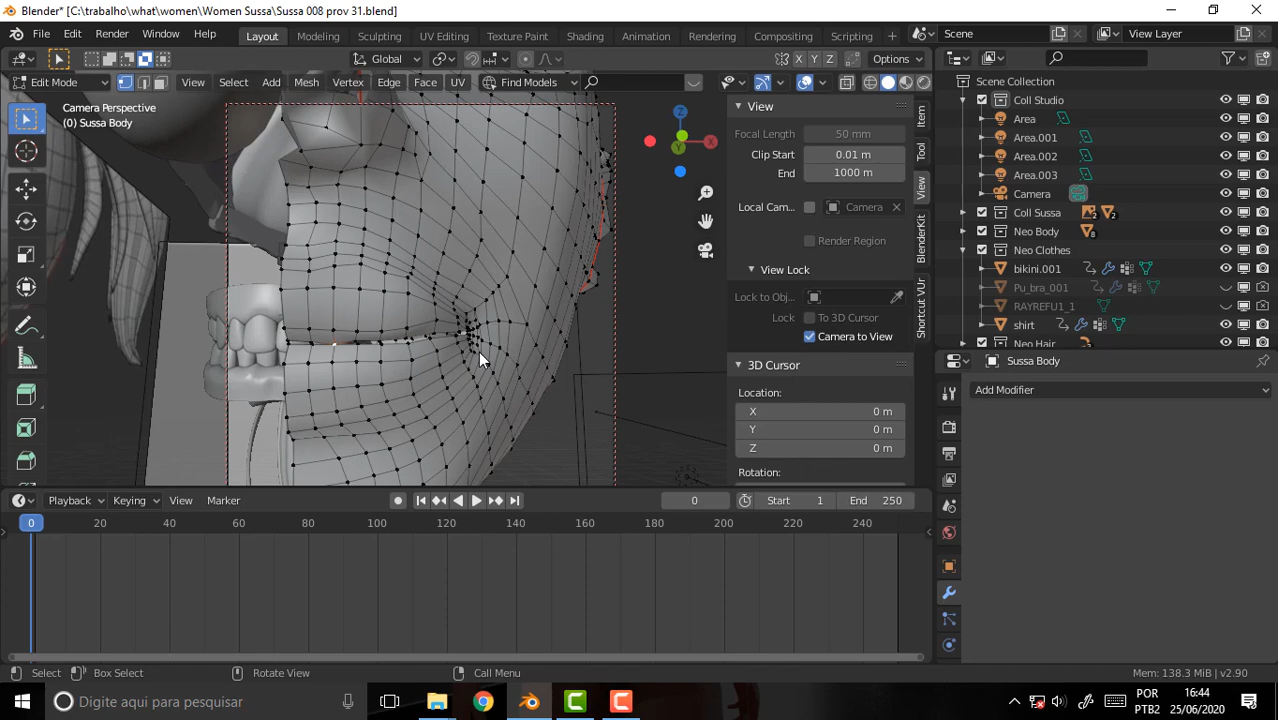 Blender* [C:\trabalho\what\women\Women Sussa\Sussa 008 prov 31.blend]
File Edit Render Window Help Layout Modeling Sculpting UV Editing Texture Paint Shading Animation Rendering Compositing Scripting + Scene View Layer
Global X Y Z Options
Edit Mode View Select Add Mesh Vertex Edge Face UV Find Models
Camera Perspective
(0) Sussa Body
X
Y
Z
View
Focal Length 50 mm
Clip Start 0.01 m
End 1000 m
Local Cam... Camera
Render Region
View Lock
Lock to Obj...
Lock To 3D Cursor
Camera to View
3D Cursor
Location:
X 0 m
Y 0 m
Z 0 m
Rotation:
Item
Tool
View
BlenderKit
Shortcut VUr
Scene Collection
Coll Studio
Area
Area.001
Area.002
Area.003
Camera
Coll Sussa 2 2
Neo Body 8
Neo Clothes
bikini.001
Pu_bra_001
RAYREFU1_1
shirt
Neo Hair
Sussa Body
Add Modifier
Playback Keying View Marker 0 Start 1 End 250
0 20 40 60 80 100 120 140 160 180 200 220 240
Select Box Select Rotate View Call Menu Mem: 138.3 MiB | v2.90
Digite aqui para pesquisar
POR
PTB2
16:44
25/06/2020